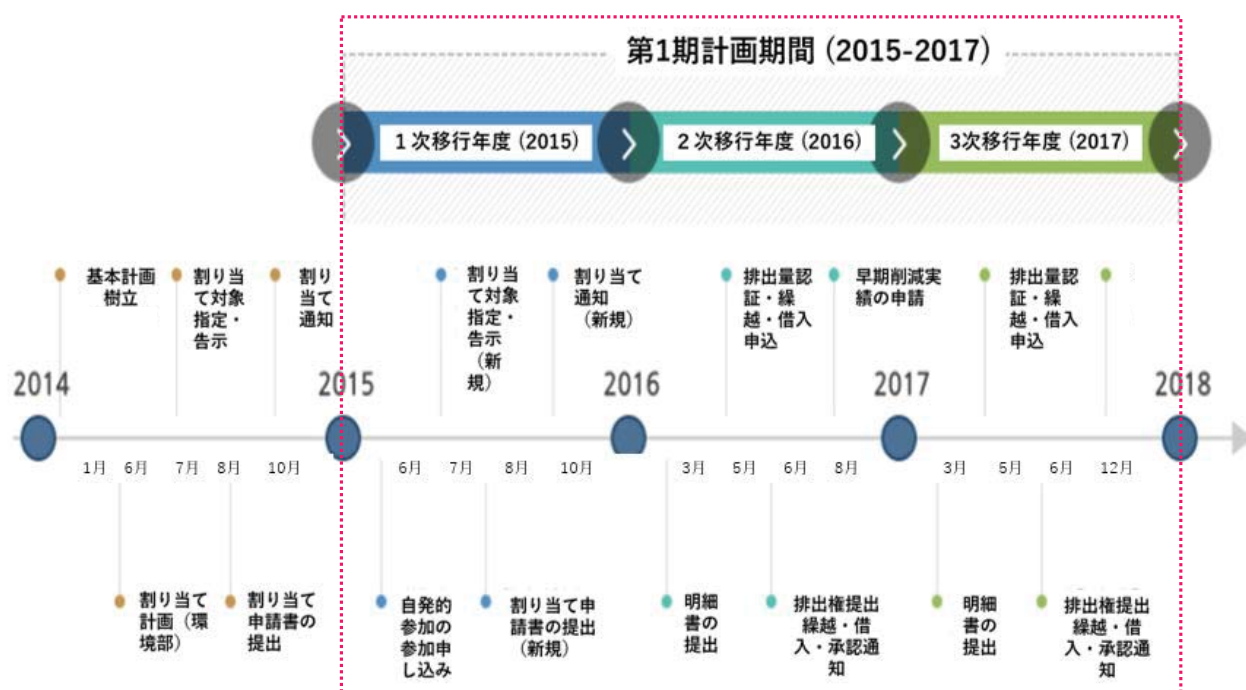 第1期計画期間 (2015-2017)
1次移行年度 (2015)
2次移行年度 (2016)
3次移行年度 (2017)
基本計画
樹立
割り当
て対象
指定・
告示
割り
当て
通知
割り当
て対象
指定・
告示
（新
規）
割り当て
通知
（新規）
排出量認
証・繰
越・借入
申込
早期削減実
績の申請
排出量認
証・繰
越・借入
申込
2014
2015
2016
2017
2018
1月 6月 7月 8月 10月
6月 7月 8月 10月
3月 5月 6月 8月
3月 5月 6月 12月
割り当て
計画（環
境部）
割り当て
申請書の
提出
自発的
参加の
参加申
し込み
割り当て申
請書の提出
（新規）
明細
書の
提出
排出権提出
繰越・借
入・承認通
知
明細
書の
提出
排出権提出
繰越・借
入・承認通
知